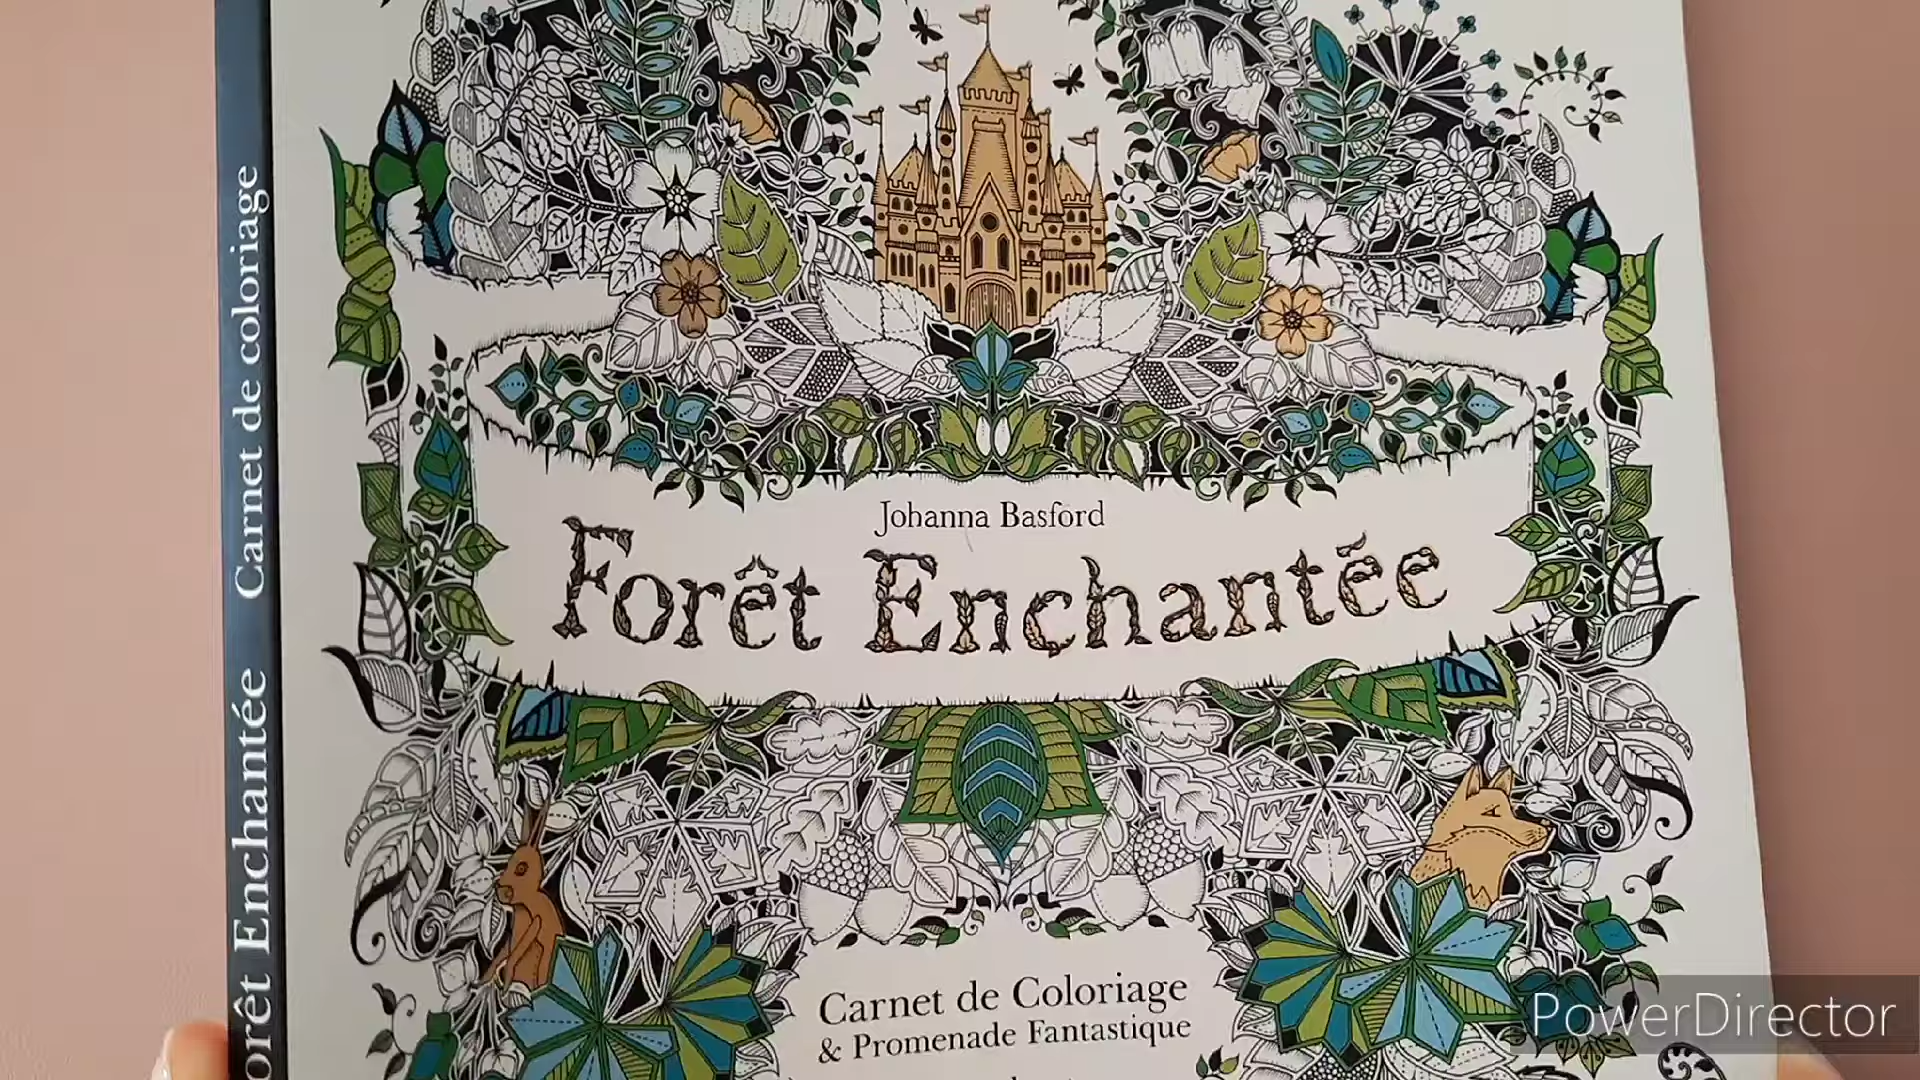 Forêt Enchantée Carnet de coloriage
Johanna Basford
Forêt Enchantée
Carnet de Coloriage
& Promenade Fantastique
PowerDirector